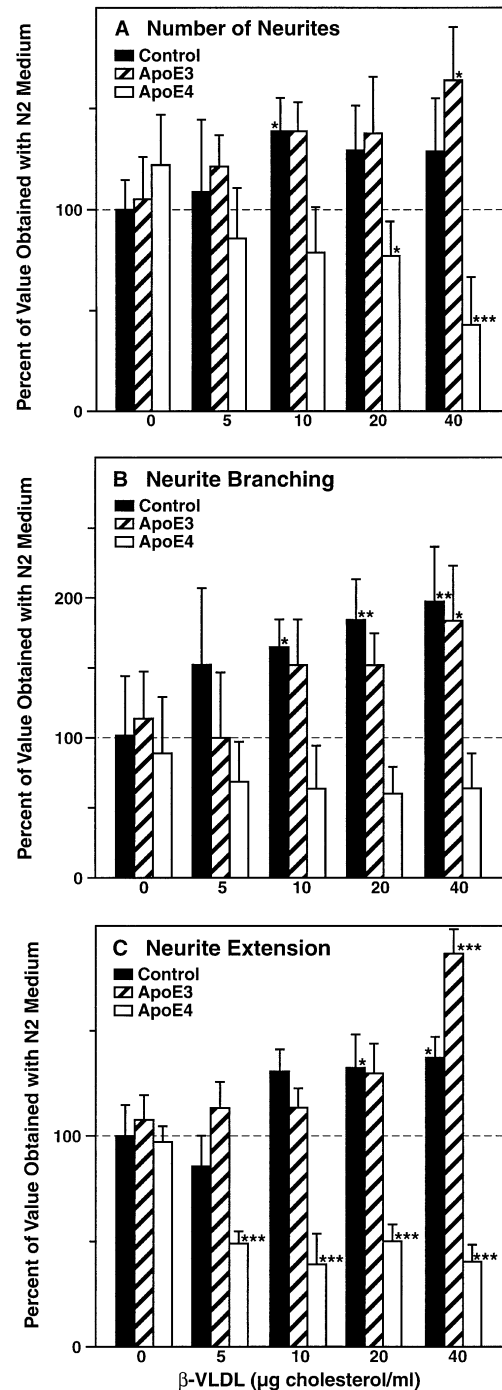 A Number of Neurites
Control
ApoE3
ApoE4
Percent of Value Obtained with N2 Medium
100
0
*
*
*
***
0 5 10 20 40
B Neurite Branching
Control
ApoE3
ApoE4
Percent of Value Obtained with N2 Medium
200
100
0
*
**
**
*
0 5 10 20 40
C Neurite Extension
Control
ApoE3
ApoE4
Percent of Value Obtained with N2 Medium
100
0
***
*
*
***
***
***
***
0 5 10 20 40
β-VLDL (µg cholesterol/ml)